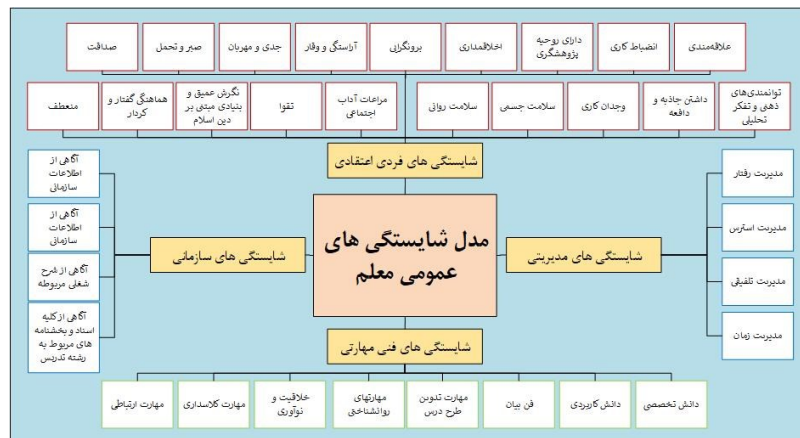 علاقه‌مندی
انضباط کاری
دارای روحیه
پژوهشگری
اخلاقمداری
برونگرایی
آراستگی و وقار
جدی و مهربان
صبر و تحمل
صداقت
توانمندی‌های
ذهنی و تفکر
تحلیلی
داشتن جاذبه و
دافعه
وجدان کاری
سلامت جسمی
سلامت روانی
مراعات آداب
اجتماعی
تقوا
نگرش عمیق و
بنیادی مبتنی بر
دین اسلام
هماهنگی گفتار و
کردار
منعطف
شایستگی های فردی اعتقادی
مدیریت رفتار
مدیریت استرس
مدیریت تلفیقی
مدیریت زمان
شایستگی های مدیریتی
مدل شایستگی های
عمومی معلم
شایستگی های سازمانی
آگاهی از
اطلاعات
سازمانی
آگاهی از
اطلاعات
سازمانی
آگاهی از شرح
شغلی مربوطه
آگاهی از کلیه
اسناد و بخشنامه
های مربوط به
رشته تدریس
شایستگی های فنی مهارتی
دانش تخصصی
دانش کاربردی
فن بیان
مهارت تدوین
طرح درس
مهارتهای
روانشناختی
خلاقیت و
نوآوری
مهارت کلاسداری
مهارت ارتباطی